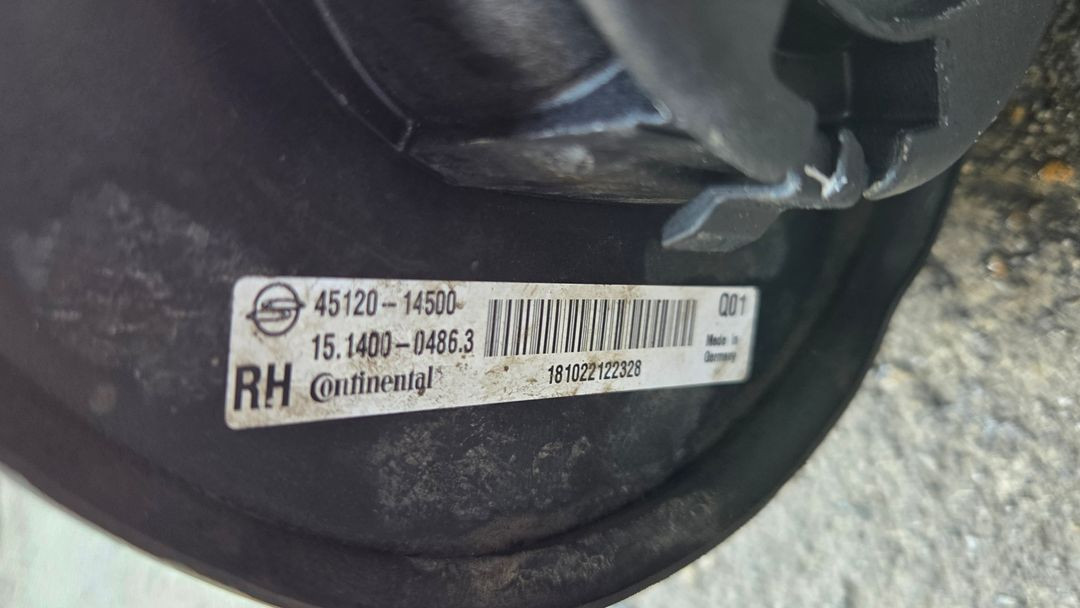 45120-14500
15.1400-0486.3
RH Continental
181022122328
Q01
Made in
Germany